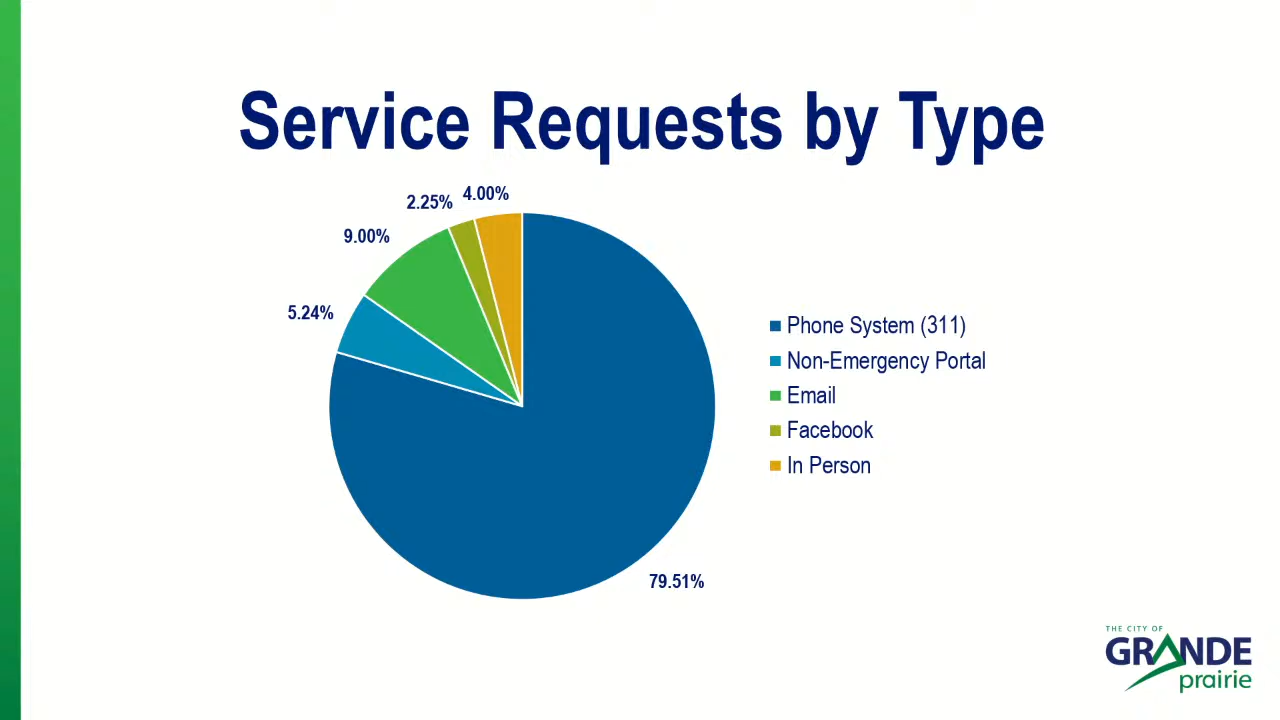 Service Requests by Type
4.00%
2.25%
9.00%
5.24%
79.51%
Phone System (311)
Non-Emergency Portal
Email
Facebook
In Person
THE CITY OF
GRANDE
prairie